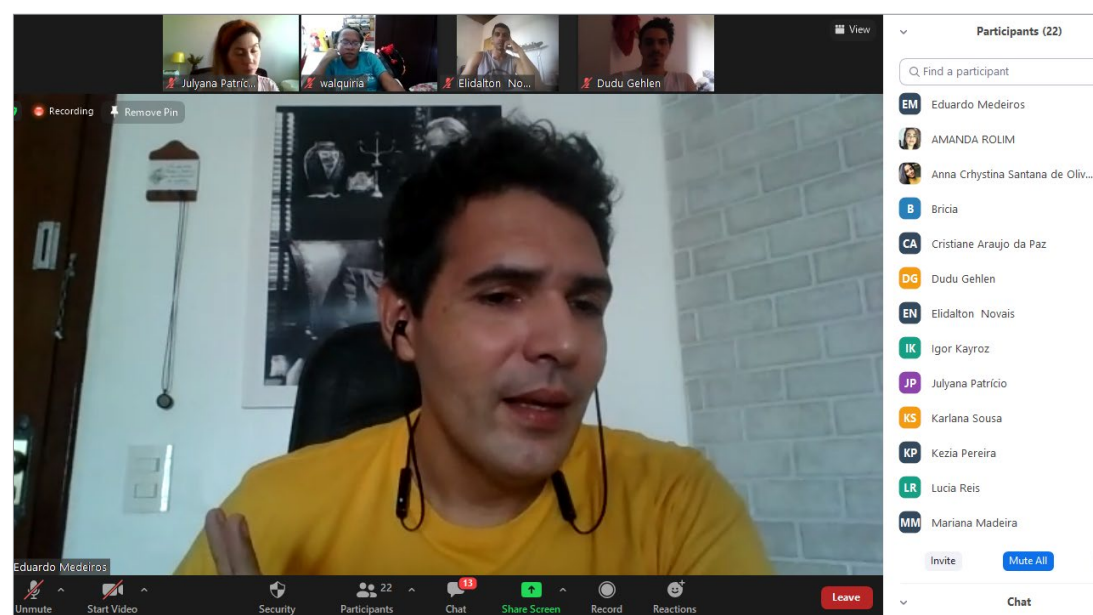 Julyana Patríc...
walquiria
Elidalton No...
Dudu Gehlen
View
Recording
Remove Pin
Eduardo Medeiros
Unmute
Start Video
Security
22
Participants
13
Chat
Share Screen
Record
Reactions
Leave
Participants (22)
Find a participant
EM Eduardo Medeiros
AMANDA ROLIM
Anna Crhystina Santana de Oliv...
B Bricia
CA Cristiane Araujo da Paz
DG Dudu Gehlen
EN Elidalton Novais
IK Igor Kayroz
JP Julyana Patrício
KS Karlana Sousa
KP Kezia Pereira
LR Lucia Reis
MM Mariana Madeira
Invite
Mute All
Chat